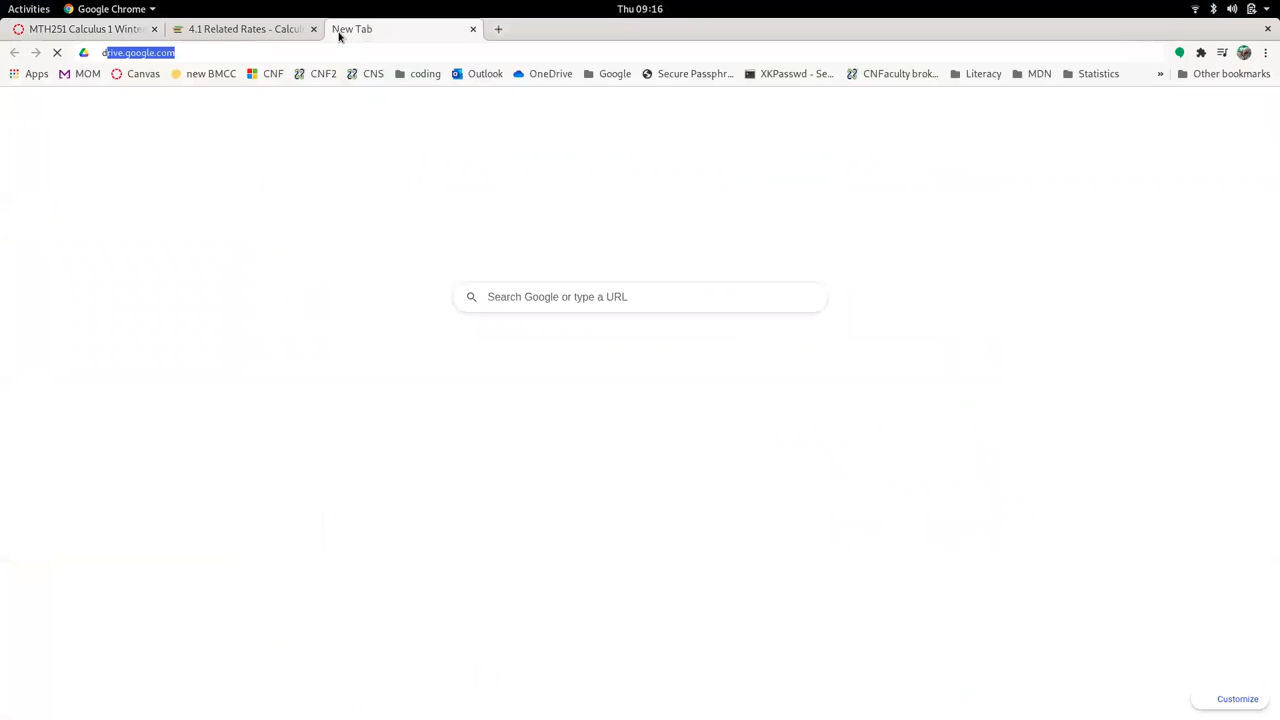 Activities Google Chrome Thu 09:16
MTH251 Calculus 1 Winte 4.1 Related Rates - Calcul New Tab
drive.google.com
Apps MOM Canvas new BMCC CNF CNF2 CNS coding Outlook OneDrive Google Secure Passphr... XKPasswd - Se... CNFaculty brok... Literacy MDN Statistics » Other bookmarks
Search Google or type a URL
Customize